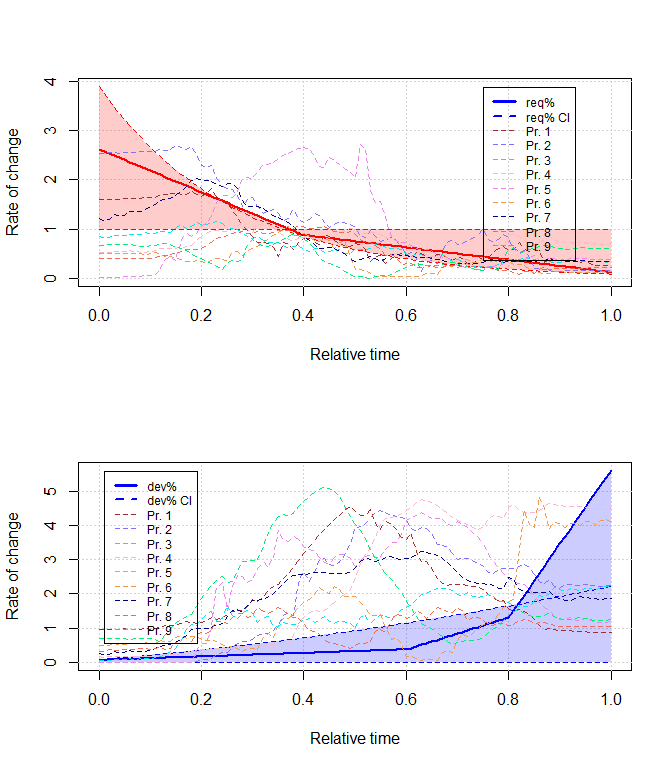 4
3
2
1
0
Rate of change
req%
req% CI
Pr. 1
Pr. 2
Pr. 3
Pr. 4
Pr. 5
Pr. 6
Pr. 7
Pr. 8
Pr. 9
0.0 0.2 0.4 0.6 0.8 1.0
Relative time
5
4
3
2
1
0
Rate of change
dev%
dev% CI
Pr. 1
Pr. 2
Pr. 3
Pr. 4
Pr. 5
Pr. 6
Pr. 7
Pr. 8
Pr. 9
0.0 0.2 0.4 0.6 0.8 1.0
Relative time